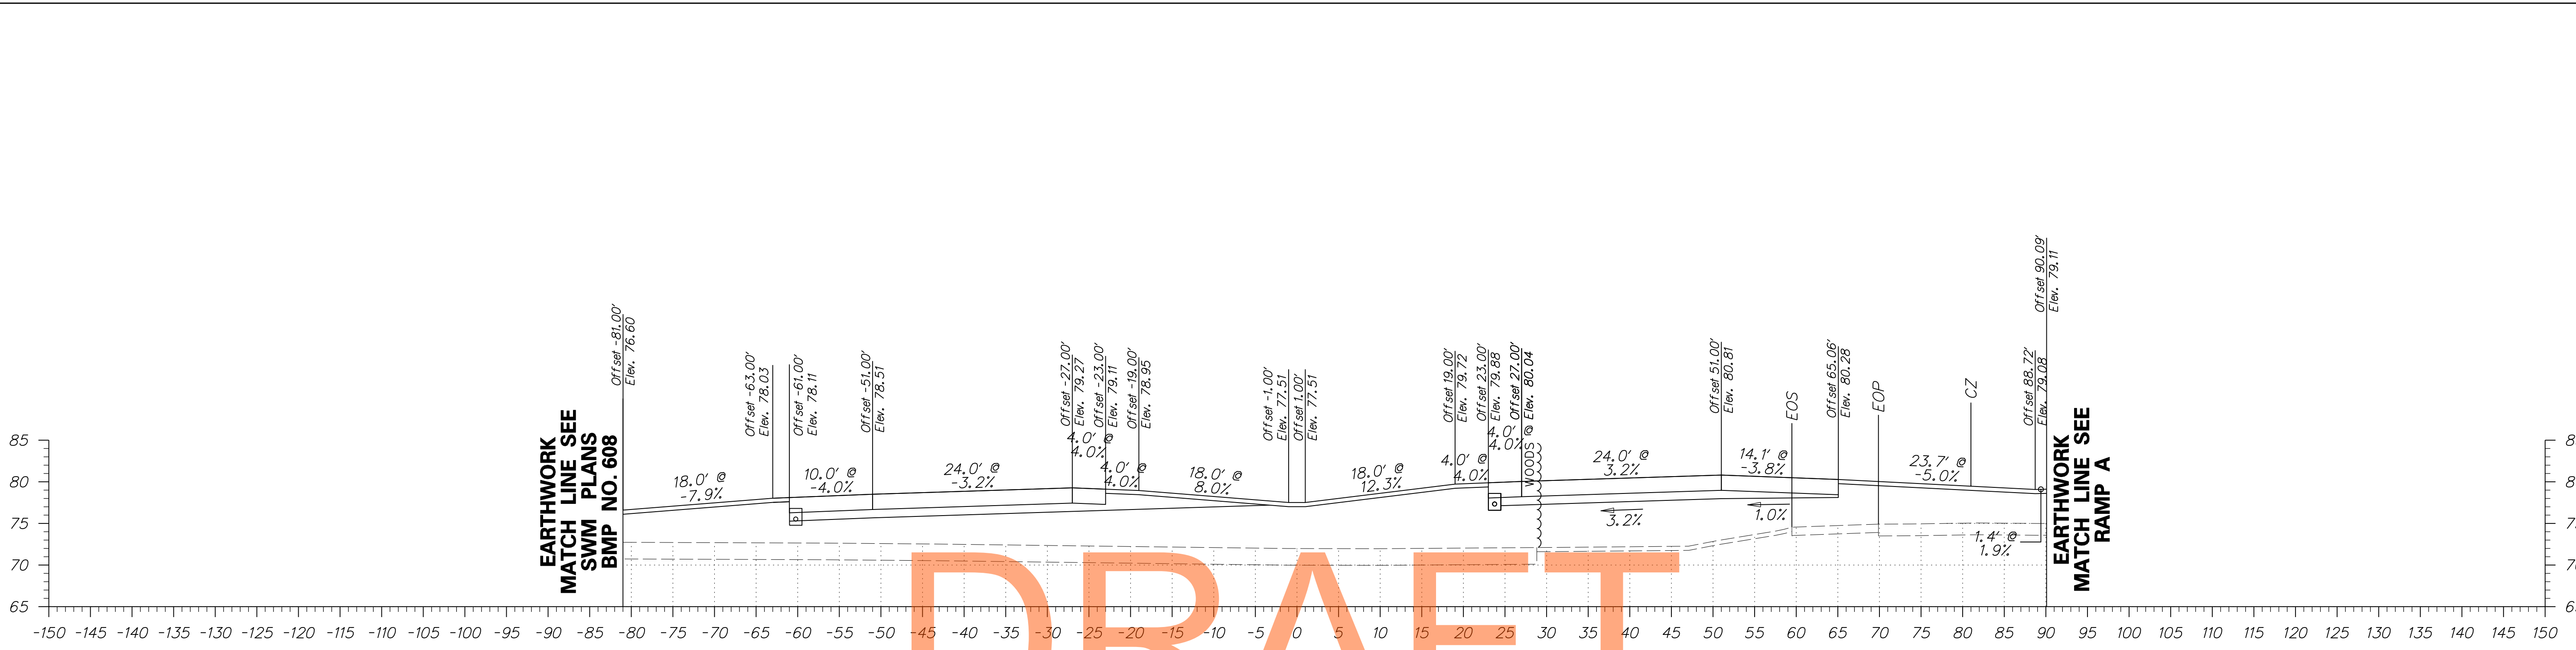 Offset -81.00'
Elev. 76.60
Offset -63.00'
Elev. 78.03
Offset -61.00'
Elev. 78.11
Offset -51.00'
Elev. 78.51
Offset -27.00'
Elev. 79.27
Offset -23.00'
Elev. 79.11
Offset -19.00'
Elev. 78.95
Offset -1.00'
Elev. 77.51
Offset 1.00'
Elev. 77.51
Offset 19.00'
Elev. 79.72
Offset 23.00'
Elev. 79.88
Offset 27.00'
Elev. 80.04
Offset 51.00'
Elev. 80.81
EOS
Offset 65.06'
Elev. 80.28
EOP
CZ
Offset 88.72'
Elev. 79.08
Offset 90.09'
Elev. 79.11
EARTHWORK
MATCH LINE SEE
SWM PLANS
BMP NO. 608
18.0' @
-7.9%
10.0' @
-4.0%
24.0' @
-3.2%
4.0' @
4.0%
4.0' @
4.0%
18.0' @
8.0%
18.0' @
12.3%
4.0' @
4.0%
4.0' @
4.0%
WOODS
24.0' @
3.2%
14.1' @
-3.8%
23.7' @
-5.0%
3.2%
1.0%
1.4' @
1.9%
EARTHWORK
MATCH LINE SEE
RAMP A
85
80
75
70
65
-150 -145 -140 -135 -130 -125 -120 -115 -110 -105 -100 -95 -90 -85 -80 -75 -70 -65 -60 -55 -50 -45 -40 -35 -30 -25 -20 -15 -10 -5 0 5 10 15 20 25 30 35 40 45 50 55 60 65 70 75 80 85 90 95 100 105 110 115 120 125 130 135 140 145 150
DRAFT